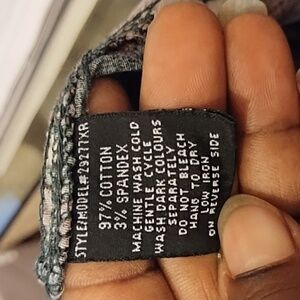 STYLE/MODEL# 29277XR
97% COTTON
3% SPANDEX
MACHINE WASH COLD
GENTLE CYCLE
WASH DARK COLOURS
SEPARATELY
DO NOT BLEACH
HANG TO DRY
LOW IRON
ON REVERSE SIDE